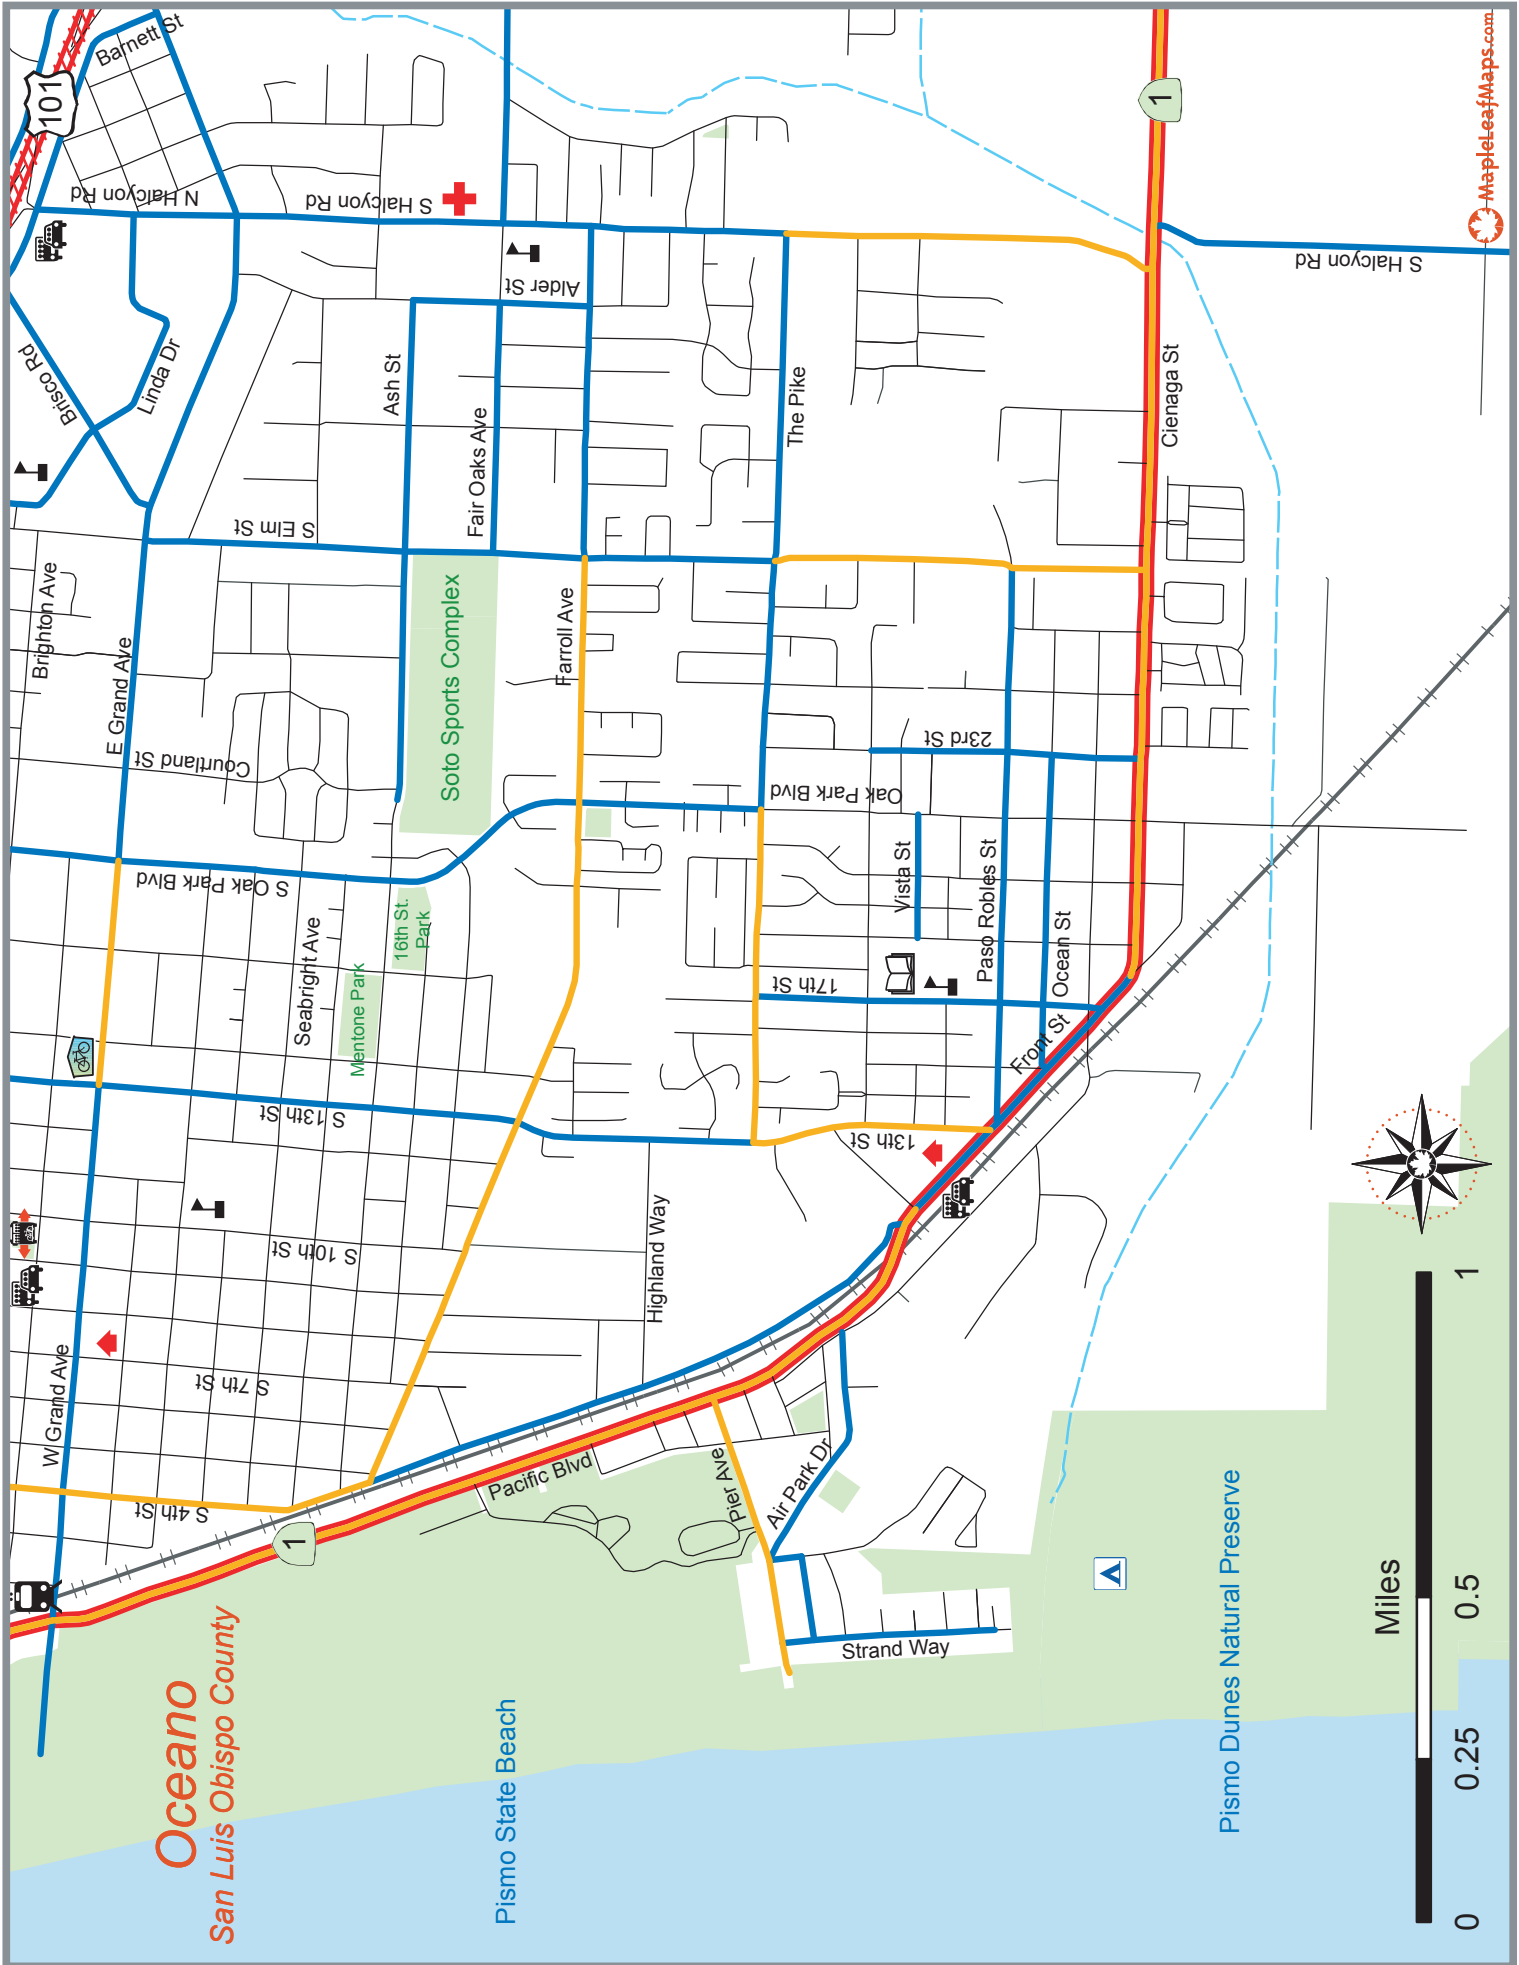 Barnett St
101
N Halcyon Rd
S Halcyon Rd
Brisco Rd
Linda Dr
Alder St
Ash St
Fair Oaks Ave
The Pike
Cienaga St
1
S Halcyon Rd
MapleLeafMaps.com
S Elm St
Brighton Ave
E Grand Ave
Courtland St
Soto Sports Complex
Farroll Ave
23rd St
Oak Park Blvd
S Oak Park Blvd
Seabright Ave
16th St.
Park
Mentone Park
Vista St
Paso Robles St
Ocean St
17th St
Front St
S 13th St
13th St
S 10th St
Highland Way
W Grand Ave
S 7th St
S 4th St
1
Pacific Blvd
Pier Ave
Air Park Dr
Strand Way
Oceano
San Luis Obispo County
Pismo State Beach
Pismo Dunes Natural Preserve
Miles
0
0.25
0.5
1